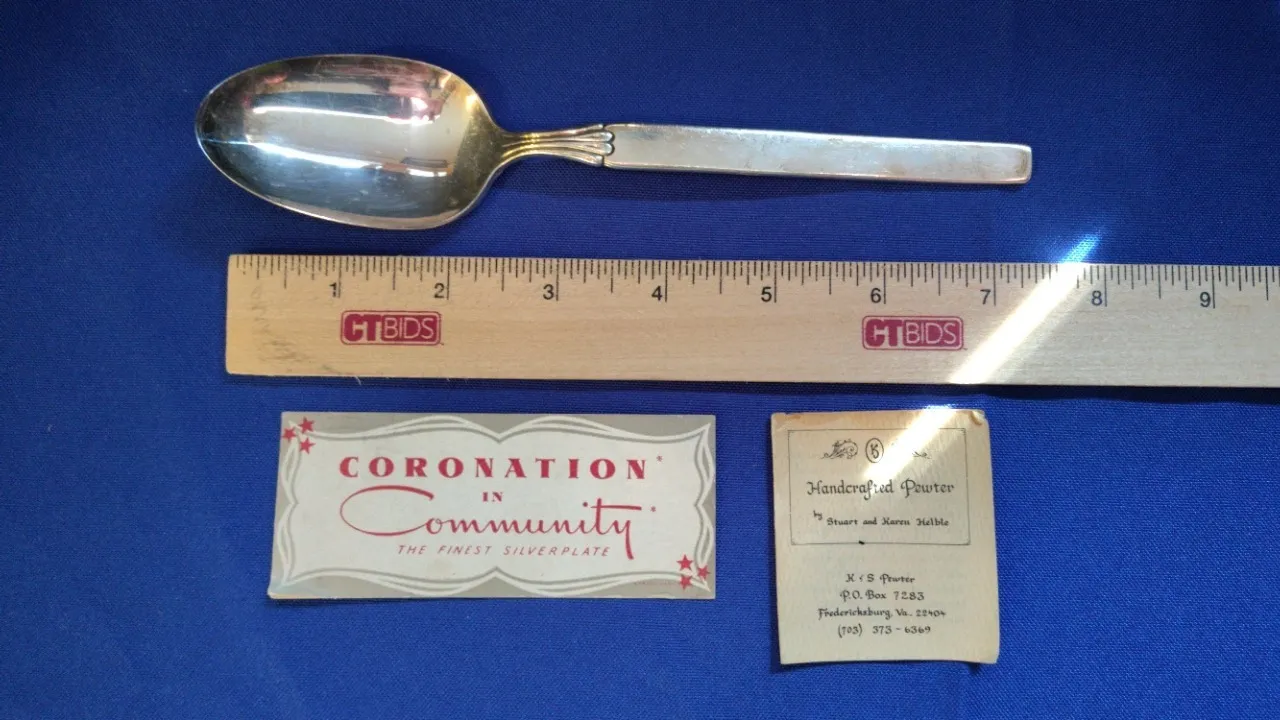 1 2 3 4 5 6 7 8 9
CTBIDS CTBIDS
CORONATION
IN
Community
THE FINEST SILVERPLATE
K
Handcrafted Pewter
by Stuart and Karen Helble
K & S Pewter
P.O. Box 7283
Fredericksburg, Va. 22404
(703) 373-6369